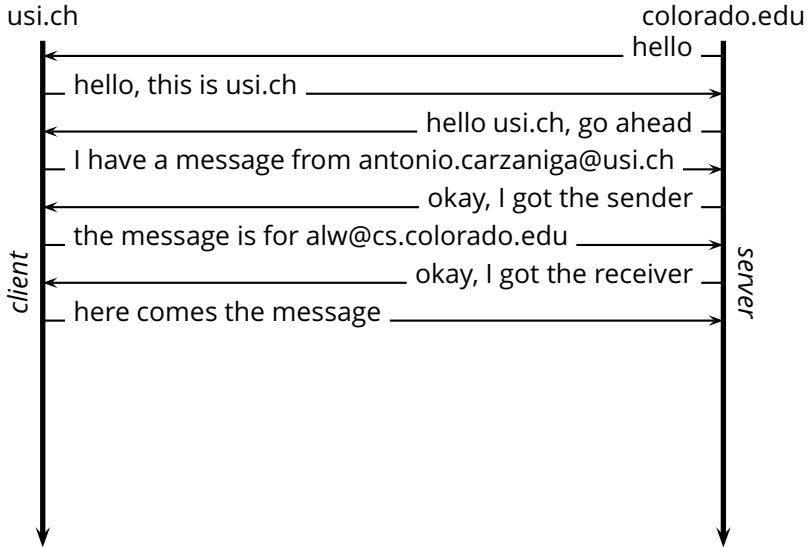 usi.ch
colorado.edu
hello
hello, this is usi.ch
hello usi.ch, go ahead
I have a message from antonio.carzaniga@usi.ch
okay, I got the sender
the message is for alw@cs.colorado.edu
okay, I got the receiver
here comes the message
client
server